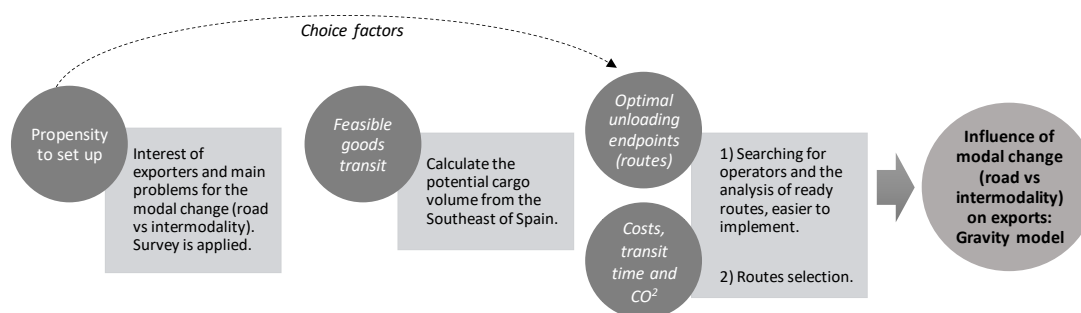 Choice factors
Propensity
to set up
Interest of
exporters and main
problems for the
modal change (road
vs intermodality).
Survey is applied.
Feasible
goods
transit
Calculate the
potential cargo
volume from the
Southeast of Spain.
Optimal
unloading
endpoints
(routes)
Costs,
transit
time and
CO²
1) Searching for
operators and the
analysis of ready
routes, easier to
implement.
2) Routes selection.
Influence of
modal change
(road vs
intermodality)
on exports:
Gravity model